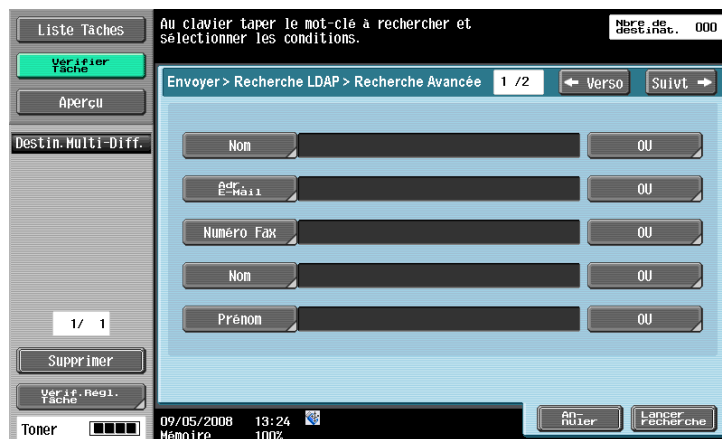 Liste Tâches
Vérifier
Tâche
Aperçu
Destin.Multi-Diff.
1/ 1
Supprimer
Vérif.Régl.
Tâche
Toner
Au clavier taper le mot-clé à rechercher et
sélectionner les conditions.
Nbre de
destinat. 000
Envoyer > Recherche LDAP > Recherche Avancée 1 /2 ← Verso Suivt →
Nom OU
Adr.
E-Mail OU
Numéro Fax OU
Nom OU
Prénom OU
An-
nuler
Lancer
recherche
09/05/2008 13:24
Mémoire 100%